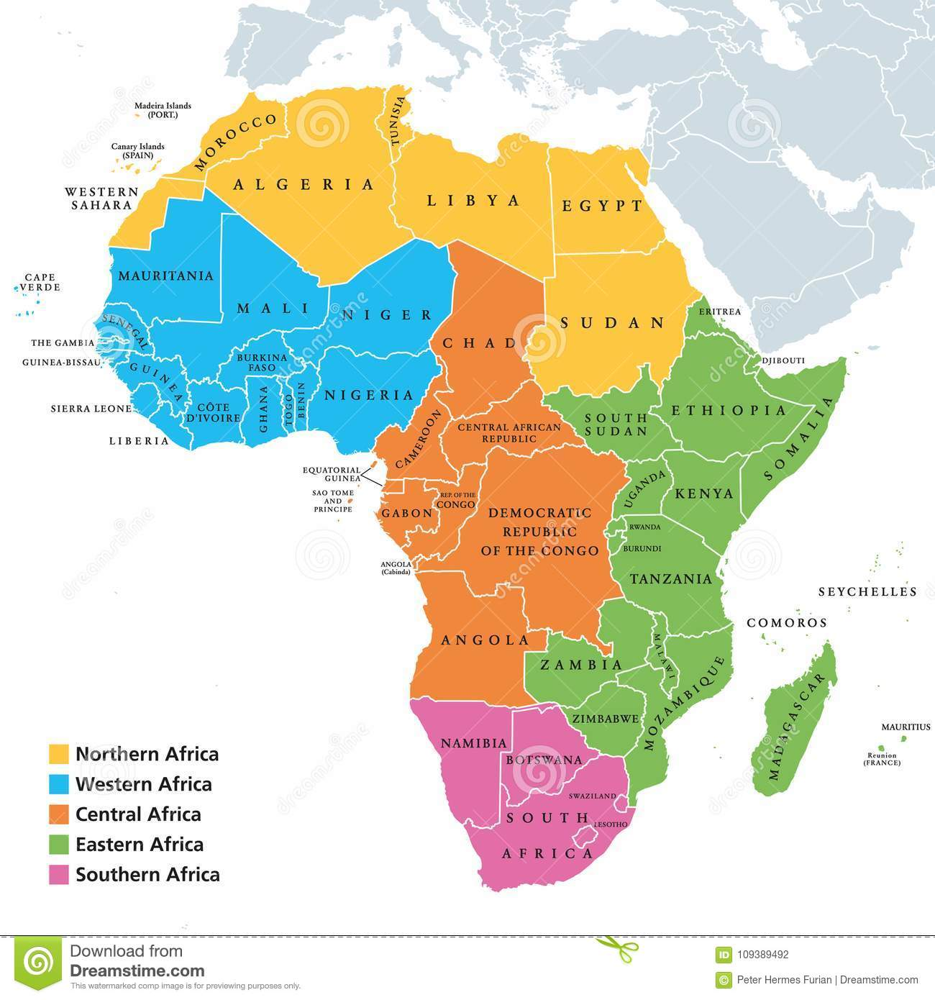 Madeira Islands
(PORT.)
Canary Islands
(SPAIN)
MOROCCO
TUNISIA
ALGERIA
LIBYA
EGYPT
WESTERN
SAHARA
CAPE
VERDE
MAURITANIA
MALI
NIGER
CHAD
SUDAN
ERITREA
DJIBOUTI
SENEGAL
THE GAMBIA
GUINEA-BISSAU
GUINEA
SIERRA LEONE
LIBERIA
CÔTE
D'IVOIRE
BURKINA
FASO
GHANA
TOGO
BENIN
NIGERIA
CAMEROON
CENTRAL AFRICAN
REPUBLIC
SOUTH
SUDAN
ETHIOPIA
SOMALIA
EQUATORIAL
GUINEA
SAO TOME
AND
PRINCIPE
GABON
REP. OF THE
CONGO
DEMOCRATIC
REPUBLIC
OF THE CONGO
UGANDA
KENYA
RWANDA
BURUNDI
TANZANIA
ANGOLA
(Cabinda)
ANGOLA
ZAMBIA
MALAWI
MOZAMBIQUE
ZIMBABWE
SEYCHELLES
COMOROS
MADAGASCAR
MAURITIUS
Reunion
(FRANCE)
NAMIBIA
BOTSWANA
SWAZILAND
LESOTHO
SOUTH
AFRICA
Northern Africa
Western Africa
Central Africa
Eastern Africa
Southern Africa
dreamstime
Download from
Dreamstime.com
This watermarked comp image is for previewing purposes only.
ID 109389492
© Peter Hermes Furian | Dreamstime.com